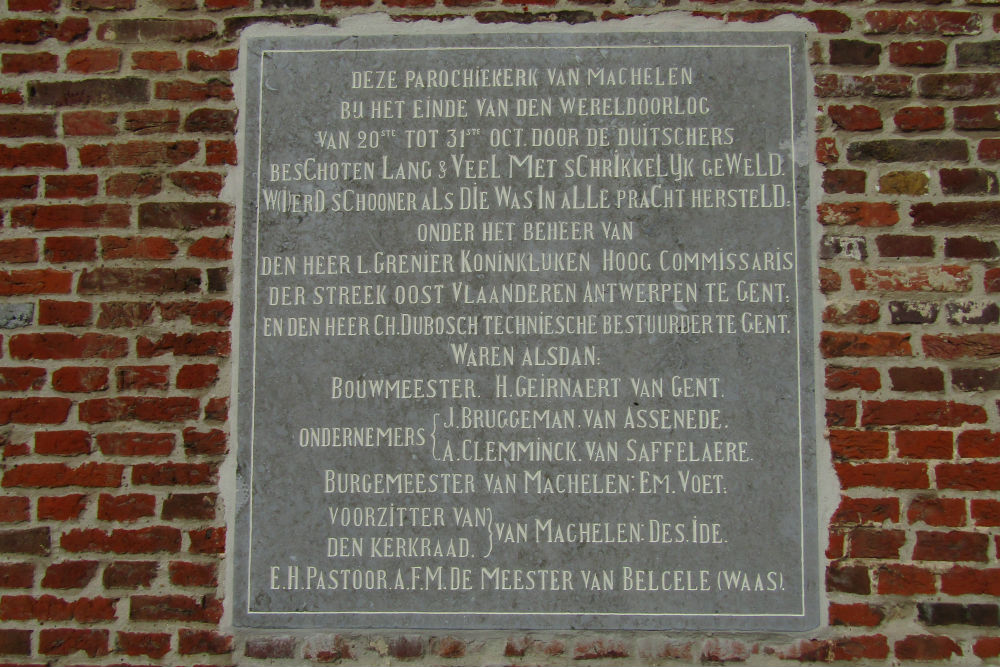 DEZE PAROCHIEKERK VAN MACHELEN
BIJ HET EINDE VAN DEN WERELDOORLOG
VAN 20STE TOT 31STE OCT. DOOR DE DUITSCHERS
BESCHOTEN LANG & VEEL MET SCHRIKKELIJK GEWELD.
WIERD SCHOONER ALS DIE WAS IN ALLE PRACHT HERSTELD.
ONDER HET BEHEER VAN
DEN HEER L. GRENIER KONINKLIJKEN HOOG COMMISSARIS
DER STREEK OOST VLAANDEREN ANTWERPEN TE GENT;
EN DEN HEER CH. DUBOSCH TECHNIESCHE BESTUURDER TE GENT.
WAREN ALSDAN:
BOUWMEESTER. H. GEIRNAERT VAN GENT.
ONDERNEMERS { J. BRUGGEMAN. VAN ASSENEDE.
A. CLEMMINCK. VAN SAFFELAERE.
BURGEMEESTER VAN MACHELEN: EM. VOET.
VOORZITTER VAN
DEN KERKRAAD. } VAN MACHELEN: DES. IDE.
E.H. PASTOOR. A.F.M. DE MEESTER VAN BELCELE (WAAS).